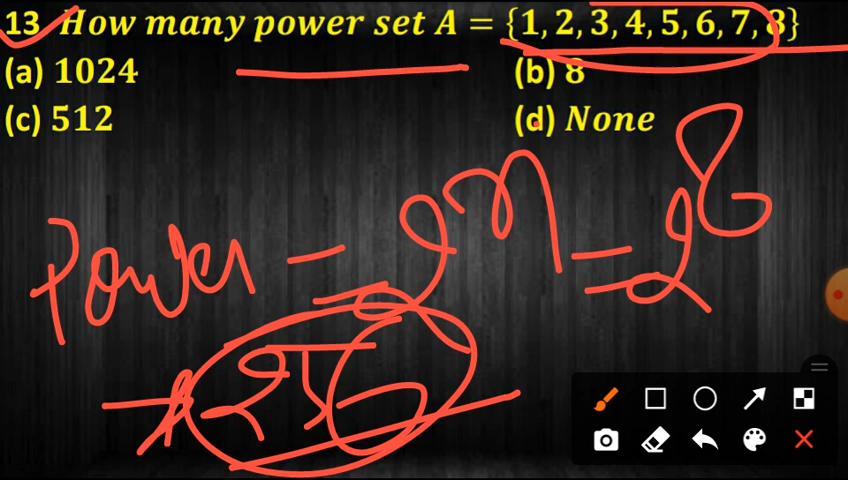 13 How many power set A = {1, 2, 3, 4, 5, 6, 7, 8}
(a) 1024 (b) 8
(c) 512 (d) None
Power = 2ⁿ = 2⁸
= 256